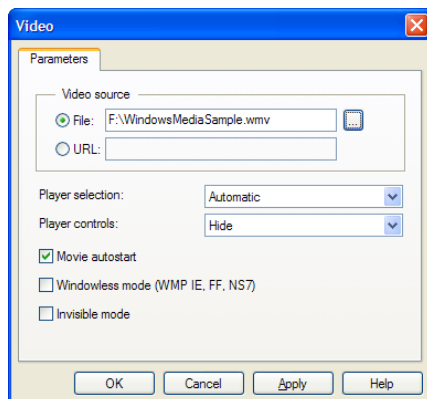 Video
Parameters
Video source
File: F:\WindowsMediaSample.wmv ...
URL:
Player selection: Automatic
Player controls: Hide
Movie autostart
Windowless mode (WMP IE, FF, NS7)
Invisible mode
OK Cancel Apply Help